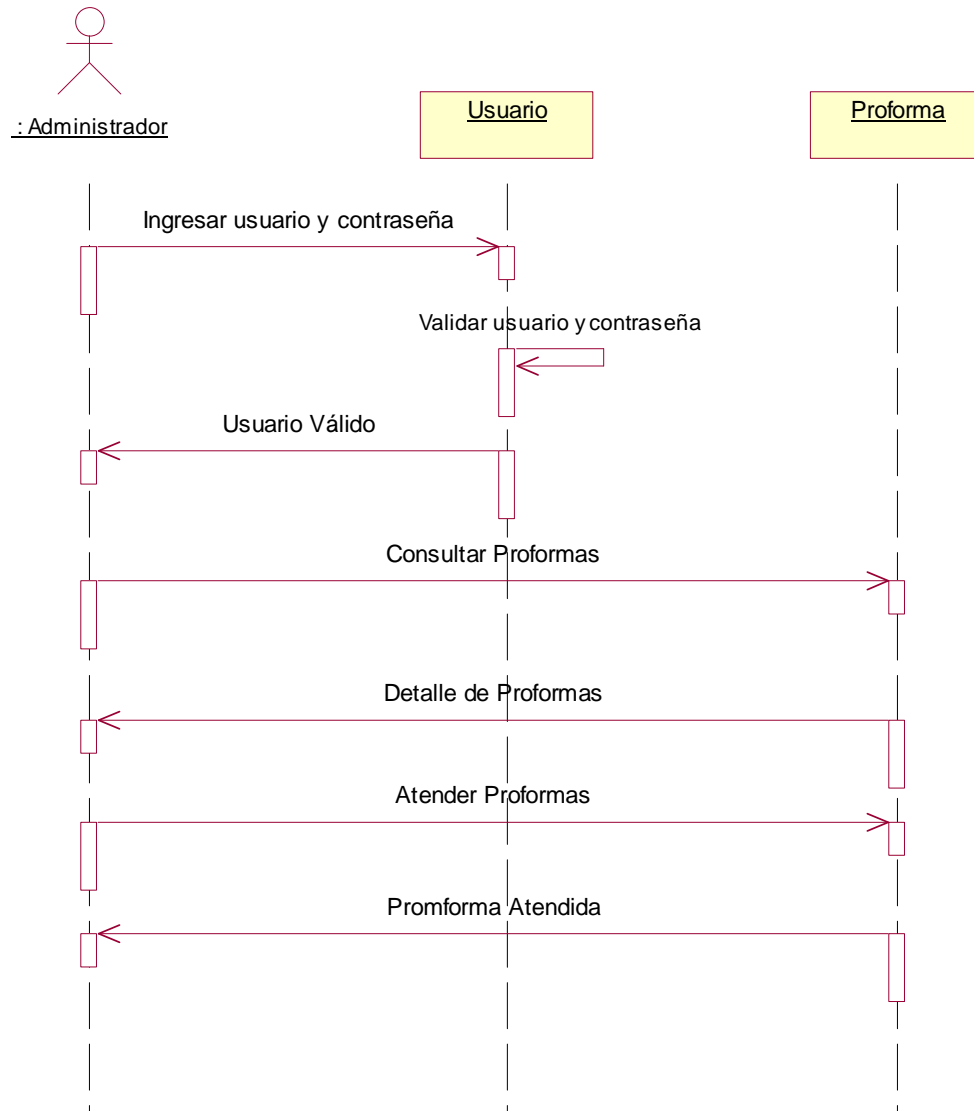 : Administrador
Usuario
Proforma
Ingresar usuario y contraseña
Validar usuario y contraseña
Usuario Válido
Consultar Proformas
Detalle de Proformas
Atender Proformas
Promforma Atendida